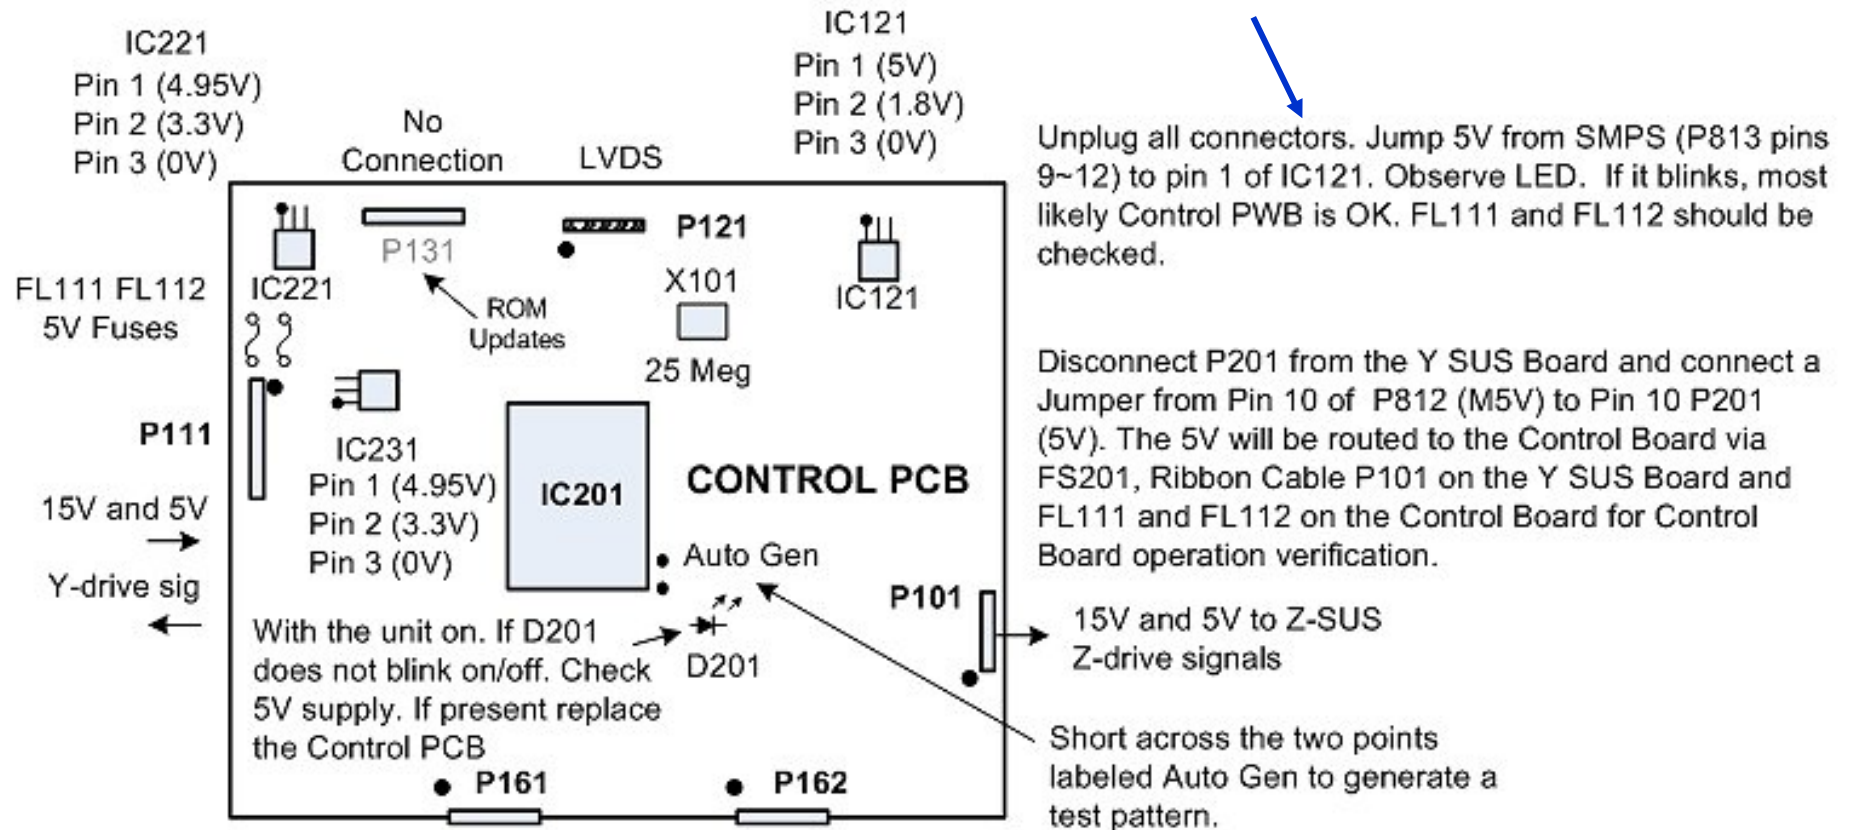 IC221
Pin 1 (4.95V)
Pin 2 (3.3V)
Pin 3 (0V)
No
Connection
LVDS
IC121
Pin 1 (5V)
Pin 2 (1.8V)
Pin 3 (0V)
Unplug all connectors. Jump 5V from SMPS (P813 pins
9~12) to pin 1 of IC121. Observe LED. If it blinks, most
likely Control PWB is OK. FL111 and FL112 should be
checked.
P131
P121
IC221
ROM
Updates
X101
25 Meg
IC121
FL111 FL112
5V Fuses
Disconnect P201 from the Y SUS Board and connect a
Jumper from Pin 10 of P812 (M5V) to Pin 10 P201
(5V). The 5V will be routed to the Control Board via
FS201, Ribbon Cable P101 on the Y SUS Board and
FL111 and FL112 on the Control Board for Control
Board operation verification.
P111
IC231
Pin 1 (4.95V)
Pin 2 (3.3V)
Pin 3 (0V)
IC201
CONTROL PCB
15V and 5V
Y-drive sig
Auto Gen
P101
15V and 5V to Z-SUS
Z-drive signals
With the unit on. If D201
does not blink on/off. Check
5V supply. If present replace
the Control PCB
D201
Short across the two points
labeled Auto Gen to generate a
test pattern.
P161
P162